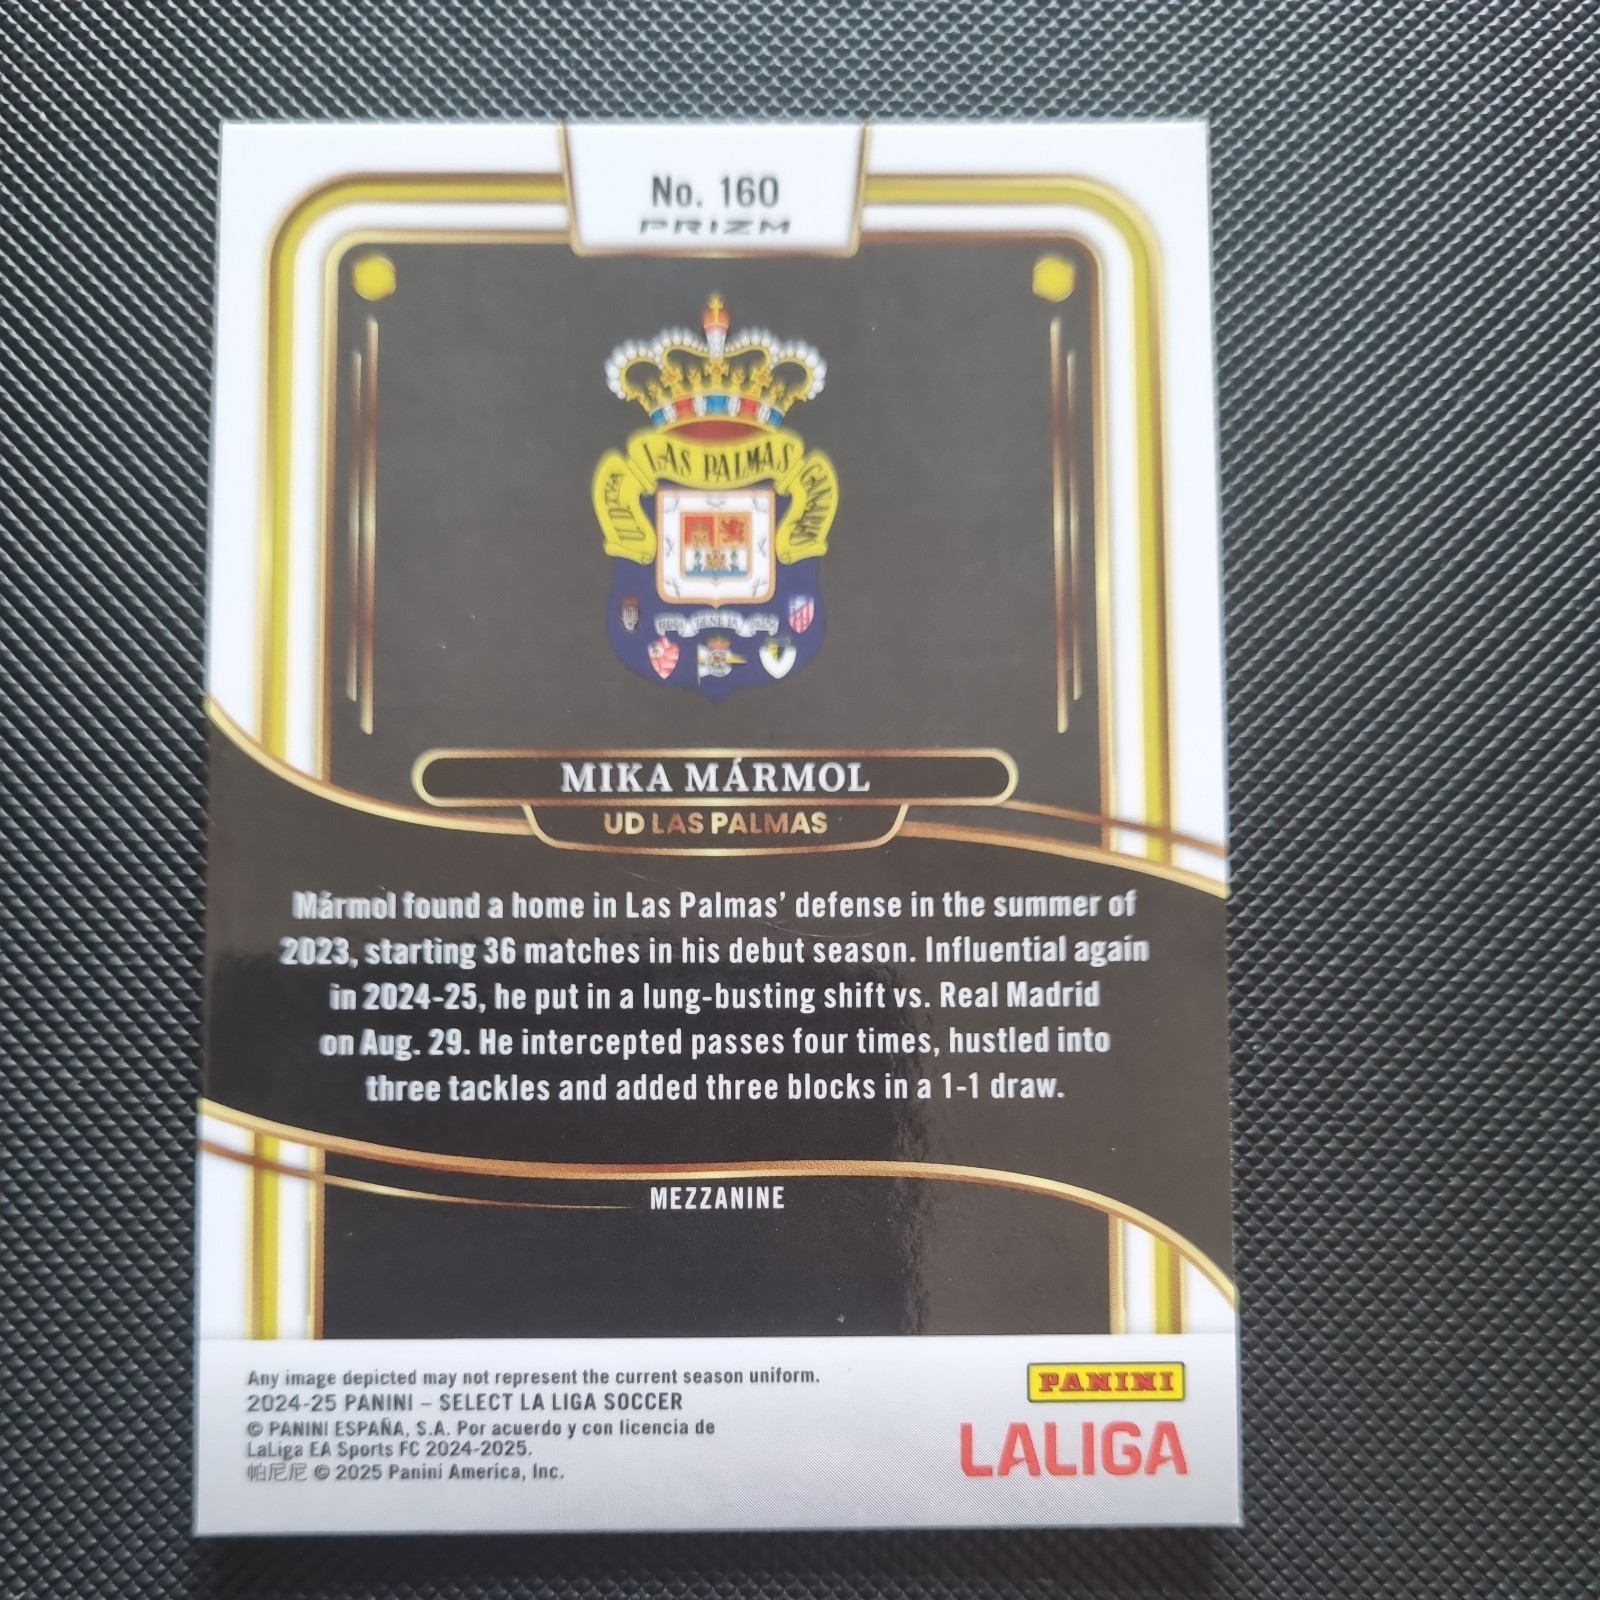 No. 160
PRIZM
LAS PALMAS
U.D.
MIKA MÁRMOL
UD LAS PALMAS
Mármol found a home in Las Palmas’ defense in the summer of
2023, starting 36 matches in his debut season. Influential again
in 2024-25, he put in a lung-busting shift vs. Real Madrid
on Aug. 29. He intercepted passes four times, hustled into
three tackles and added three blocks in a 1-1 draw.
MEZZANINE
Any image depicted may not represent the current season uniform.
2024-25 PANINI – SELECT LA LIGA SOCCER
© PANINI ESPAÑA, S.A. Por acuerdo y con licencia de
LaLiga EA Sports FC 2024-2025.
帕尼尼 © 2025 Panini America, Inc.
PANINI
LALIGA